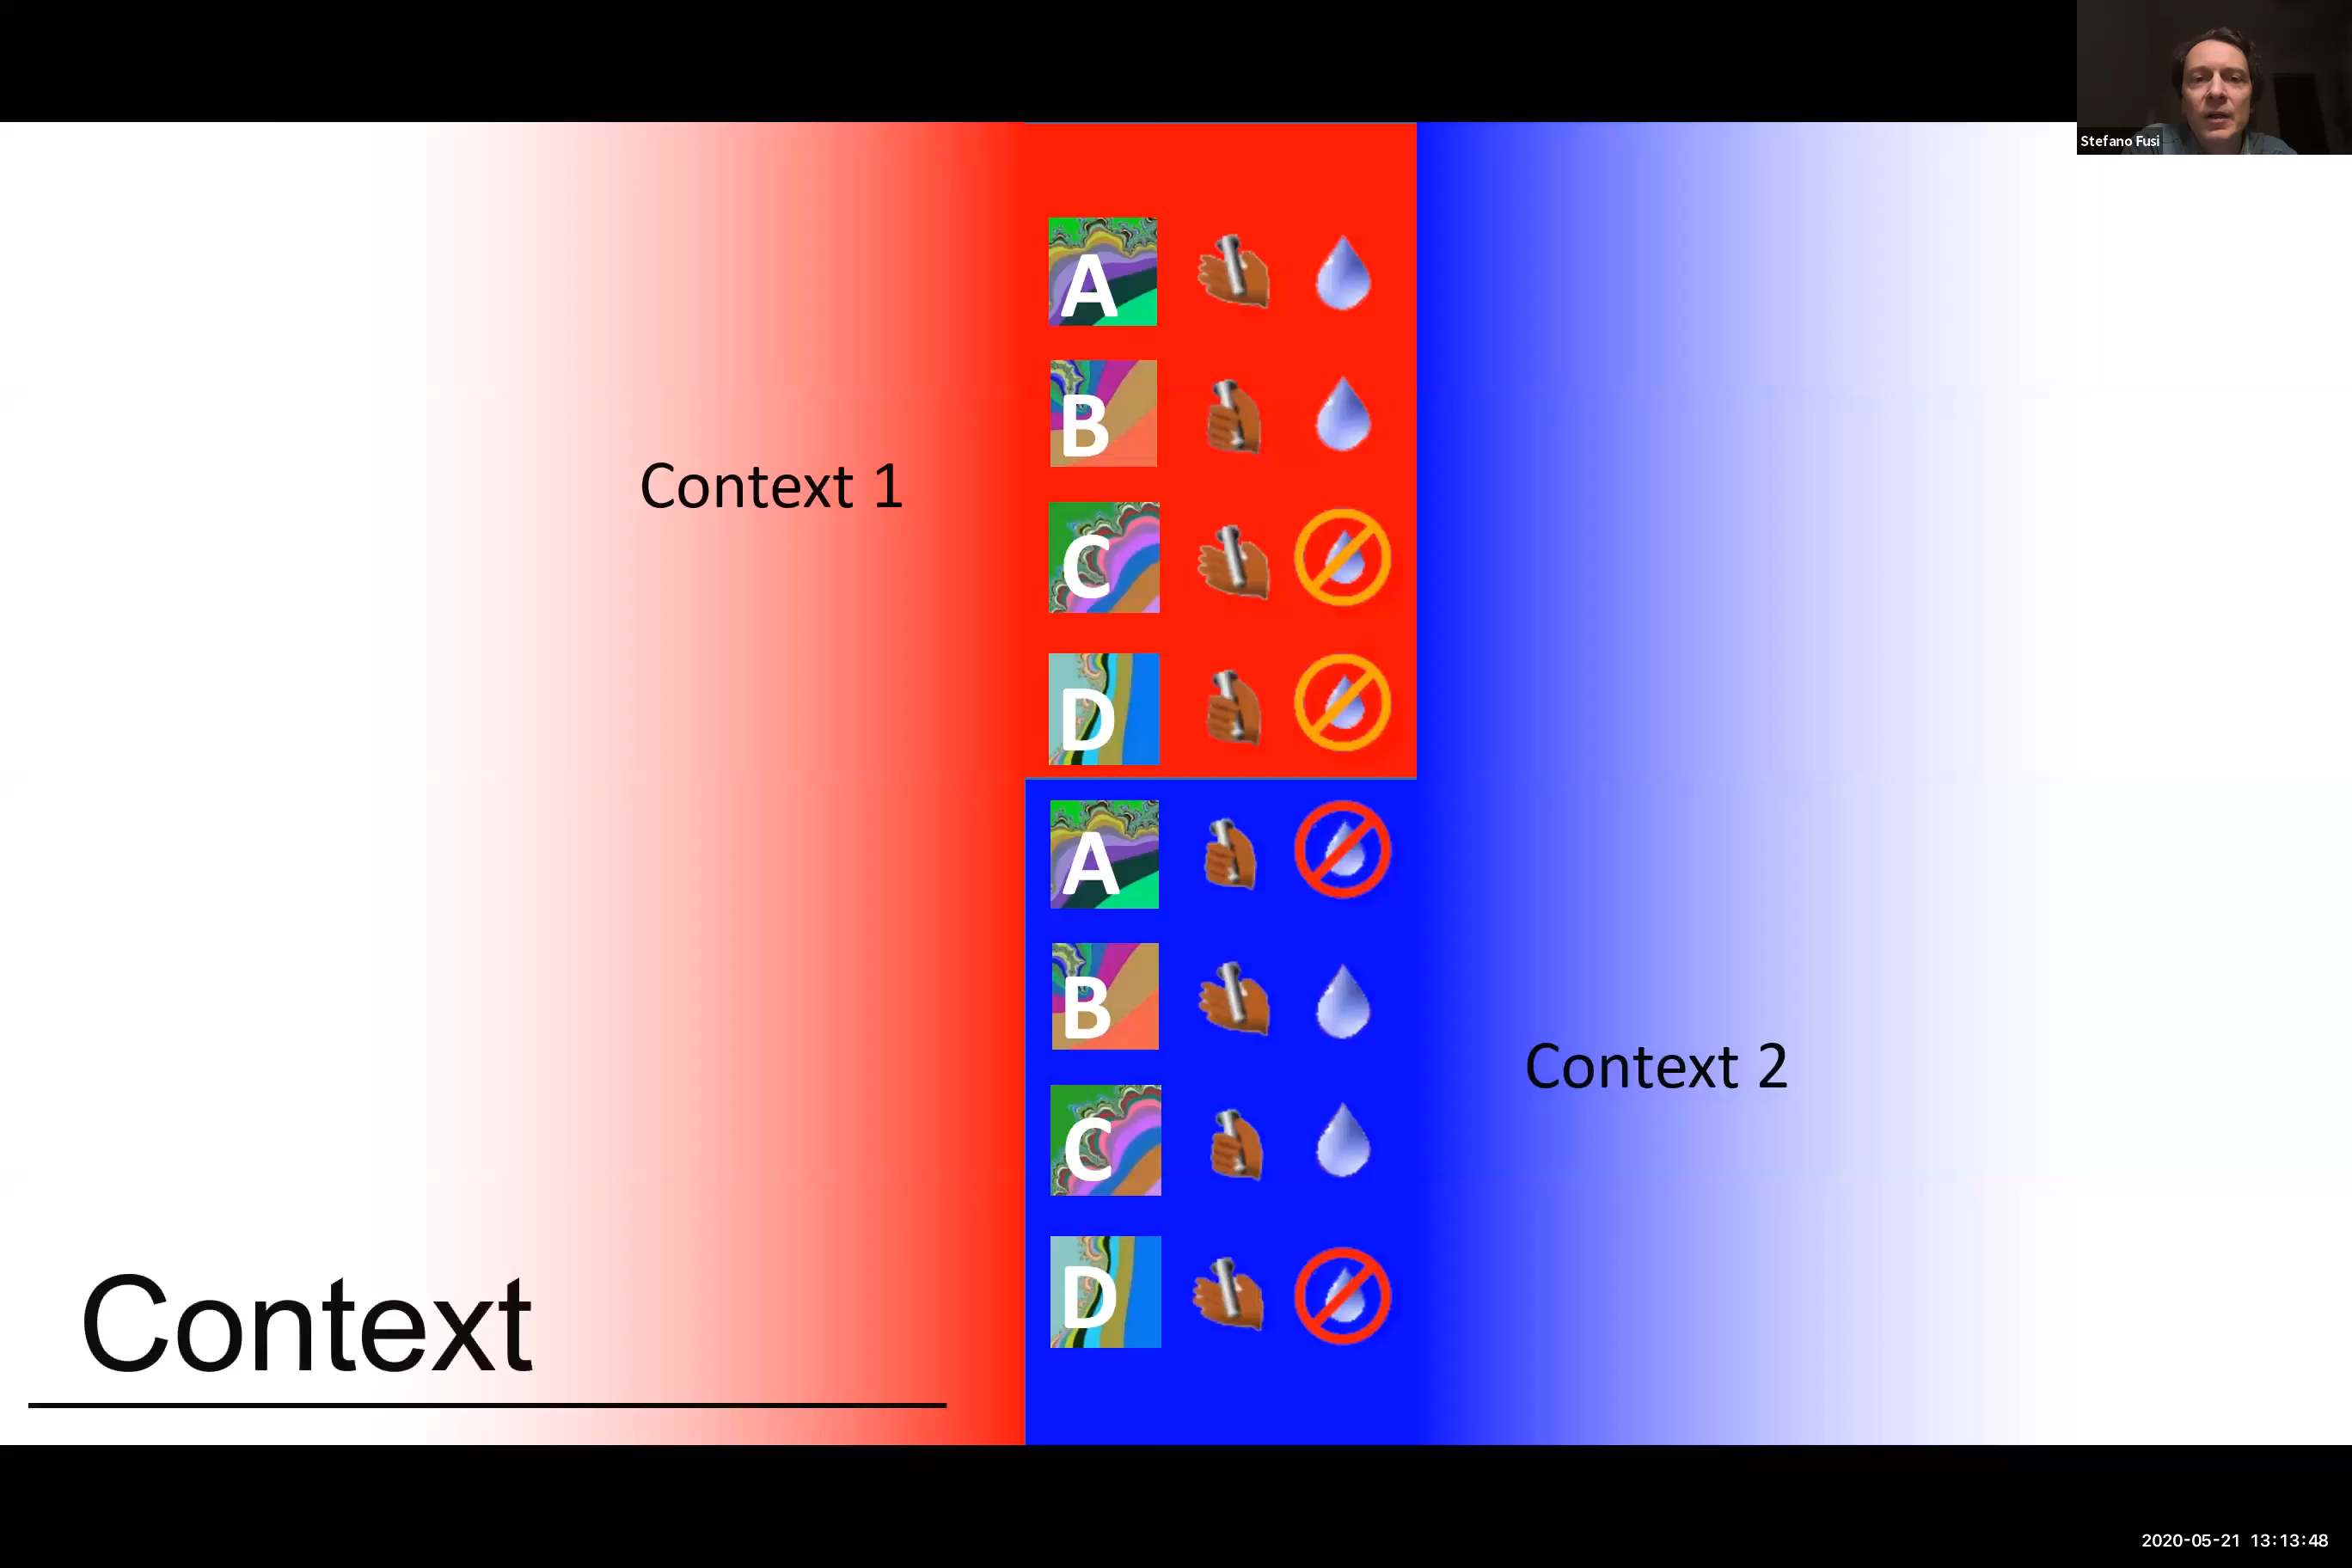 Stefano Fusi
A
B
Context 1
C
D
A
B
Context 2
C
D
Context
2020-05-21 13:13:48